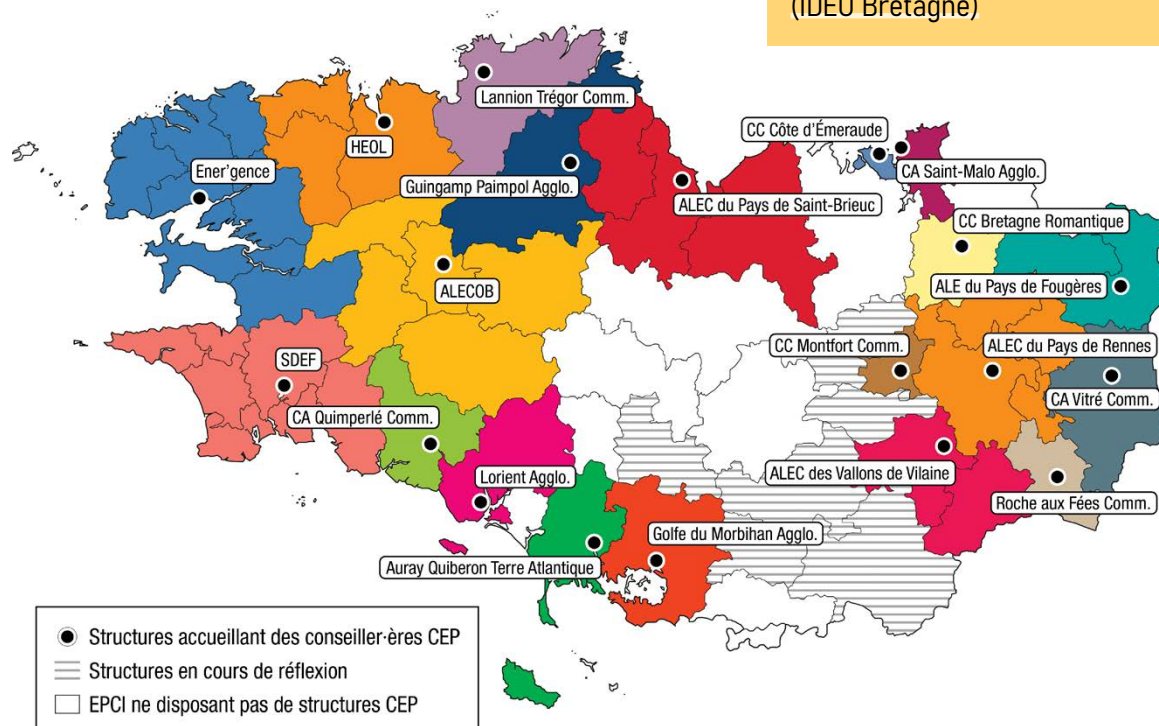 (IDEO Bretagne)
Lannion Trégor Comm.
HEOL
CC Côte d'Émeraude
Ener'gence
Guingamp Paimpol Agglo.
CA Saint-Malo Agglo.
ALEC du Pays de Saint-Brieuc
CC Bretagne Romantique
ALECOB
ALE du Pays de Fougères
SDEF
CC Montfort Comm.
ALEC du Pays de Rennes
CA Quimperlé Comm.
CA Vitré Comm.
Lorient Agglo.
ALEC des Vallons de Vilaine
Roche aux Fées Comm.
Golfe du Morbihan Agglo.
Auray Quiberon Terre Atlantique
Structures accueillant des conseiller·ères CEP
Structures en cours de réflexion
EPCI ne disposant pas de structures CEP